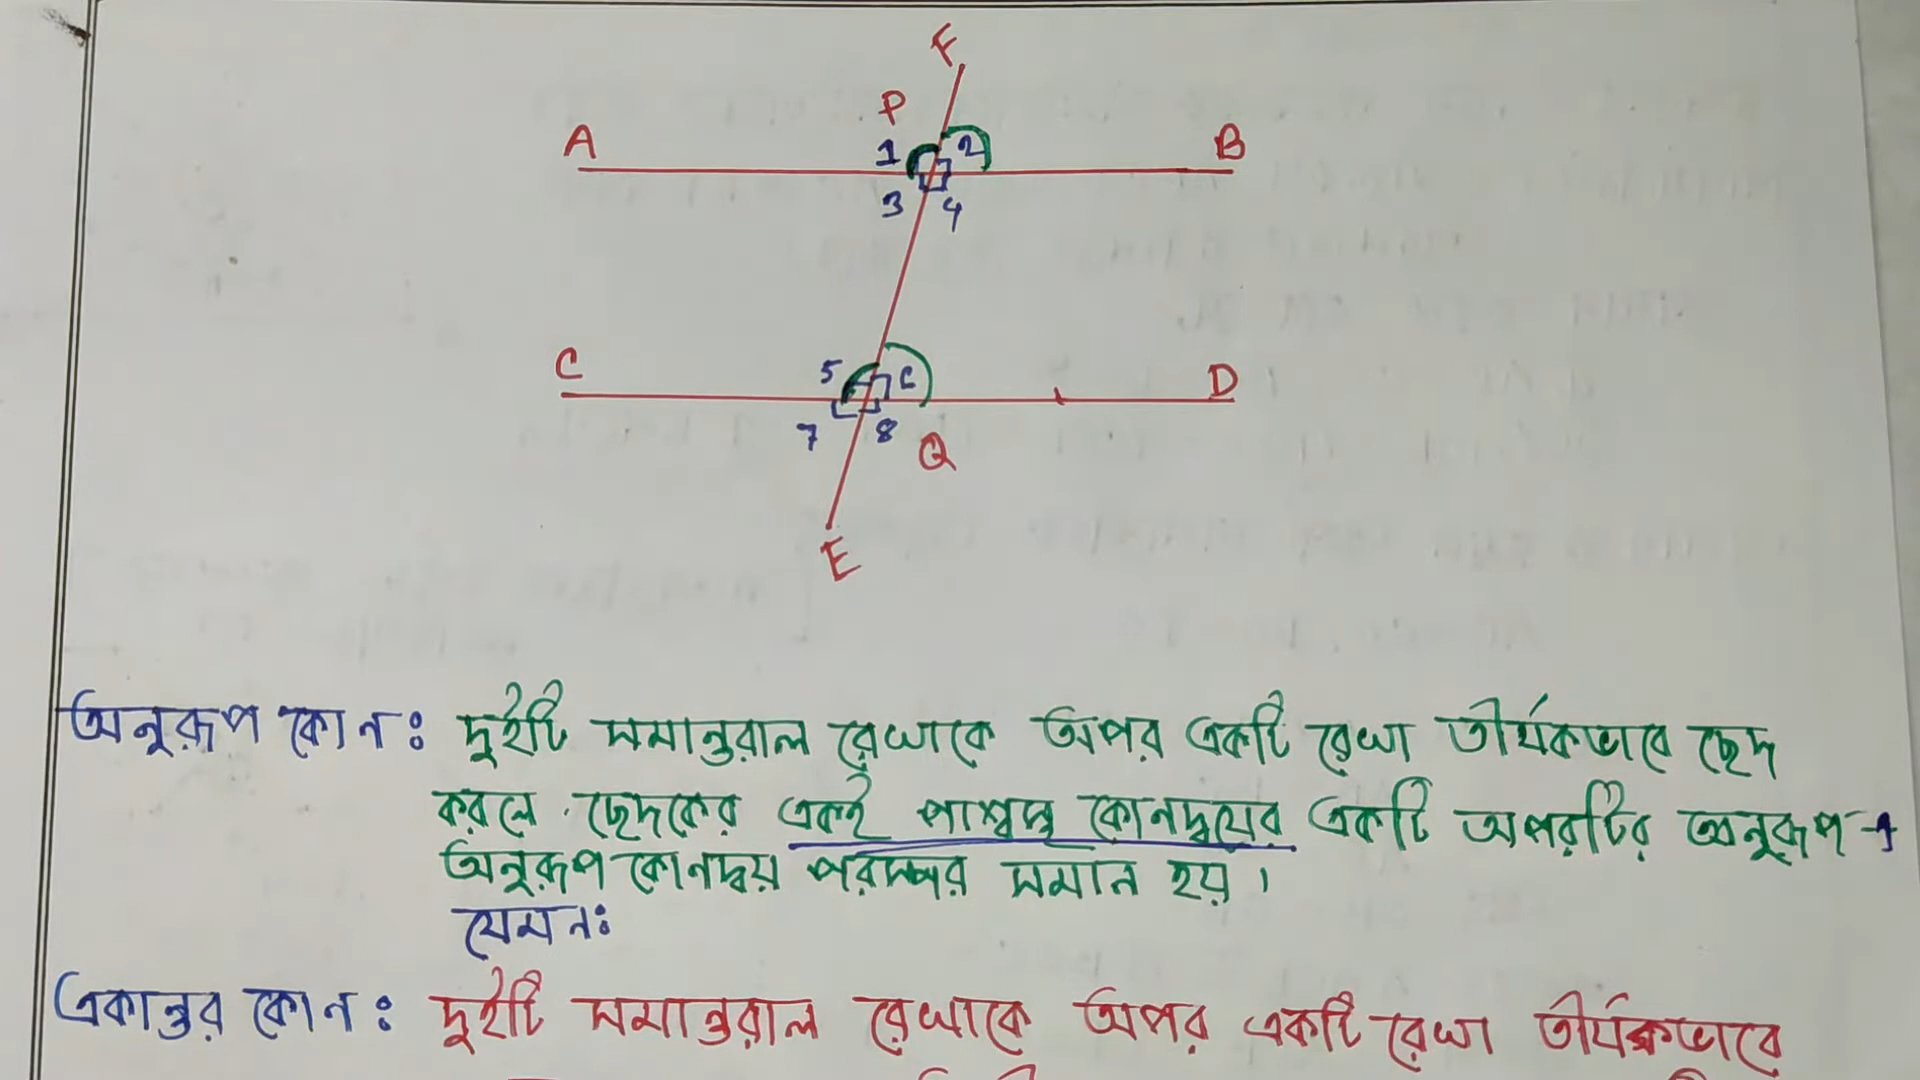 F
P
A 1 2 B
3 4
C 5 6 D
7 8 Q
E
অনুরূপ কোন: দুইটি সমান্তরাল রেখাকে অপর একটি রেখা তীর্যকভাবে ছেদ
করলে ছেদকের একই পার্শ্বস্থ কোনদ্বয়ের একটি অপরটির অনুরূপ
অনুরূপ কোনদ্বয় পরস্পর সমান হয়।
যেমন:
একান্তর কোন: দুইটি সমান্তরাল রেখাকে অপর একটি রেখা তীর্যকভাবে